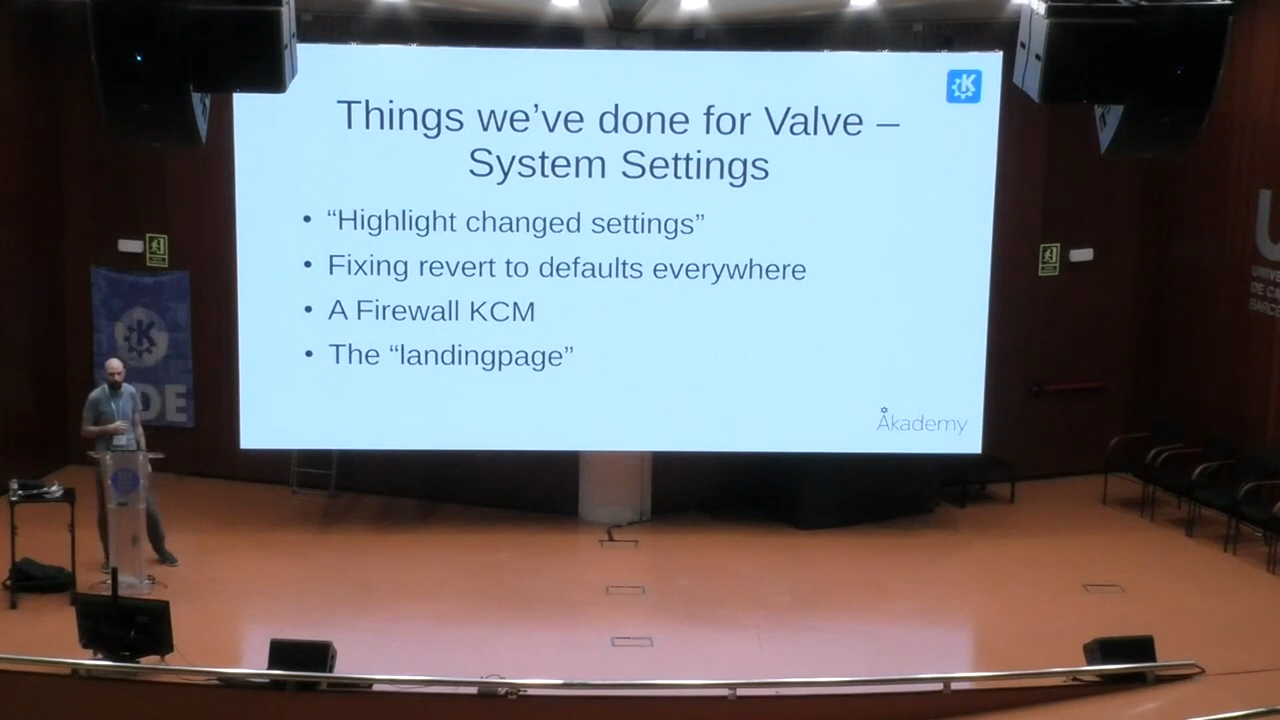 Things we’ve done for Valve –
System Settings
• “Highlight changed settings”
• Fixing revert to defaults everywhere
• A Firewall KCM
• The “landingpage”
Akademy
K
K
DE